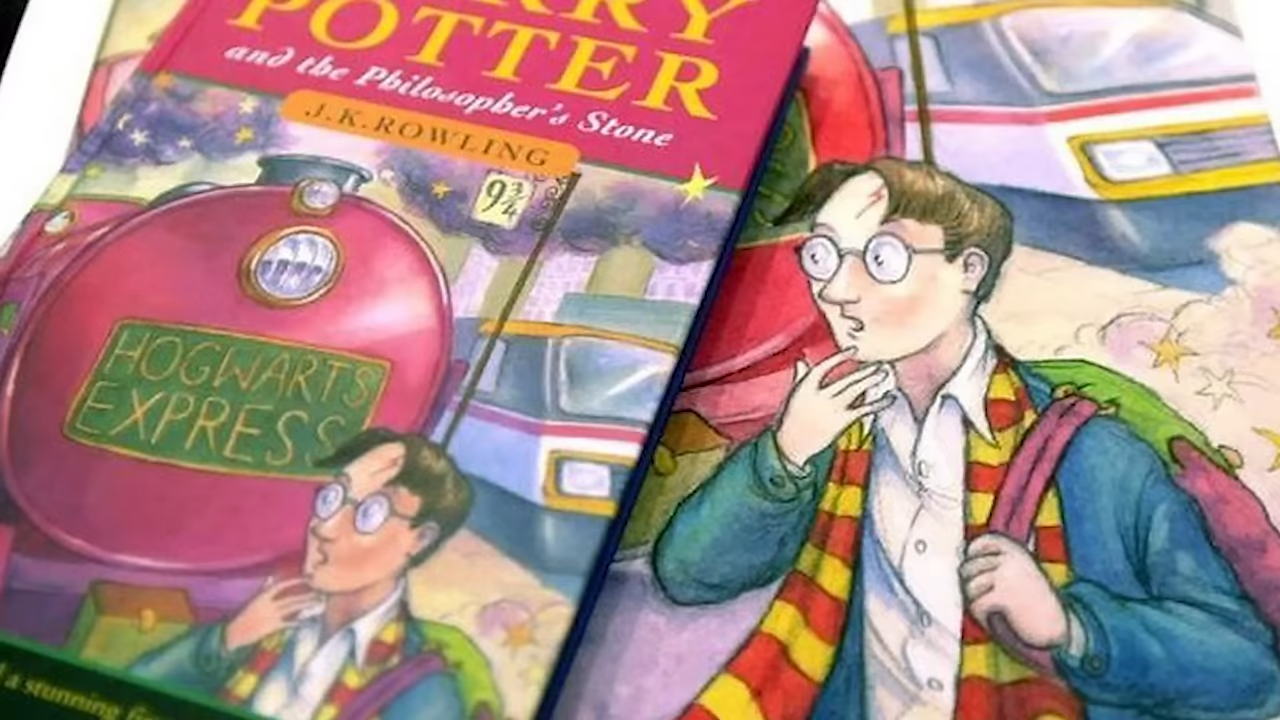 POTTER
and the Philosopher's Stone
J.K.ROWLING
9¾
HOGWARTS
EXPRESS
a stunning